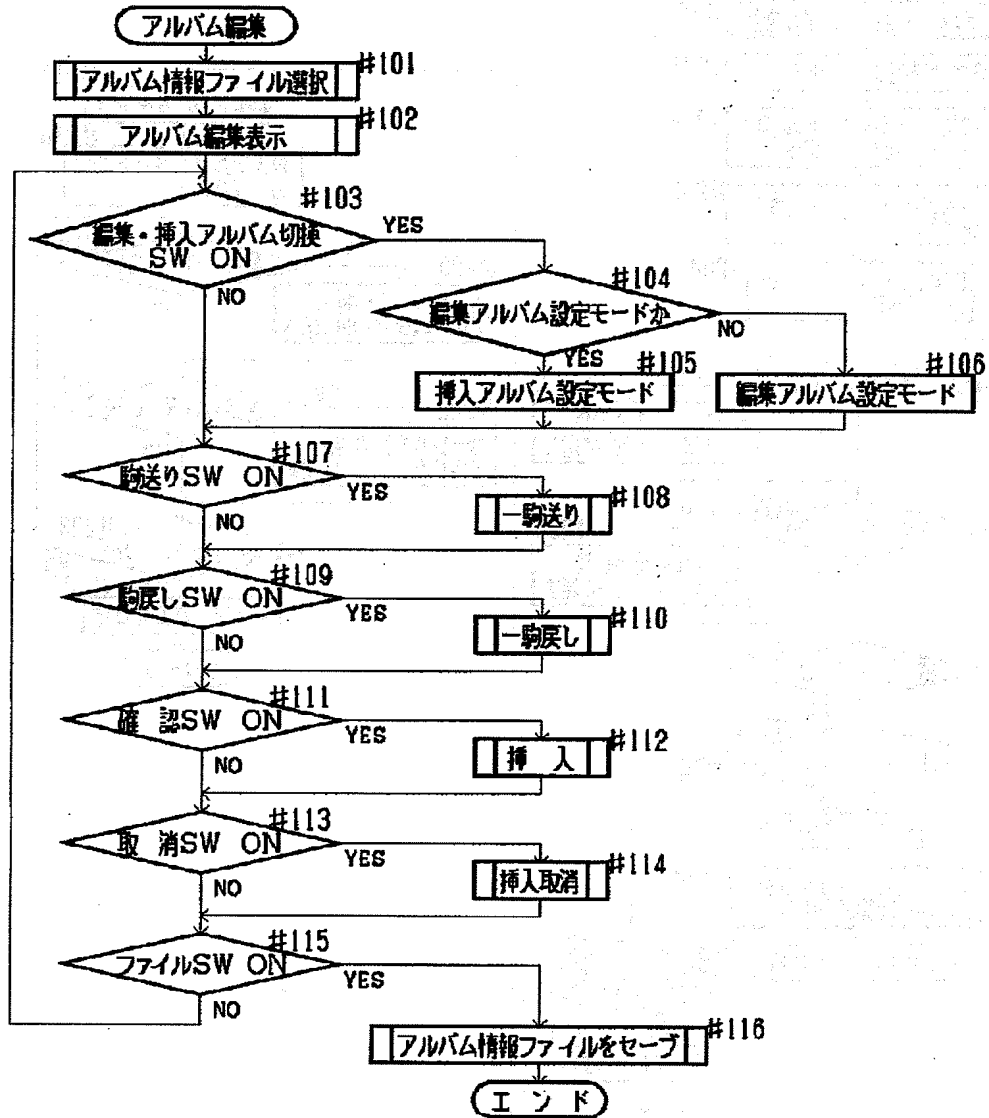 アルバム編集
アルバム情報ファイル選択
#101
アルバム編集表示
#102
#103
編集・挿入アルバム切換
SW ON
YES
NO
#104
編集アルバム設定モードか
NO
YES
#105
挿入アルバム設定モード
#106
編集アルバム設定モード
#107
駒送りSW ON
YES
NO
#108
一駒送り
#109
駒戻しSW ON
YES
NO
#110
一駒戻し
#111
確 認SW ON
YES
NO
#112
挿 入
#113
取 消SW ON
YES
NO
#114
挿入取消
#115
ファイルSW ON
YES
NO
#116
アルバム情報ファイルをセーブ
エ ン ド